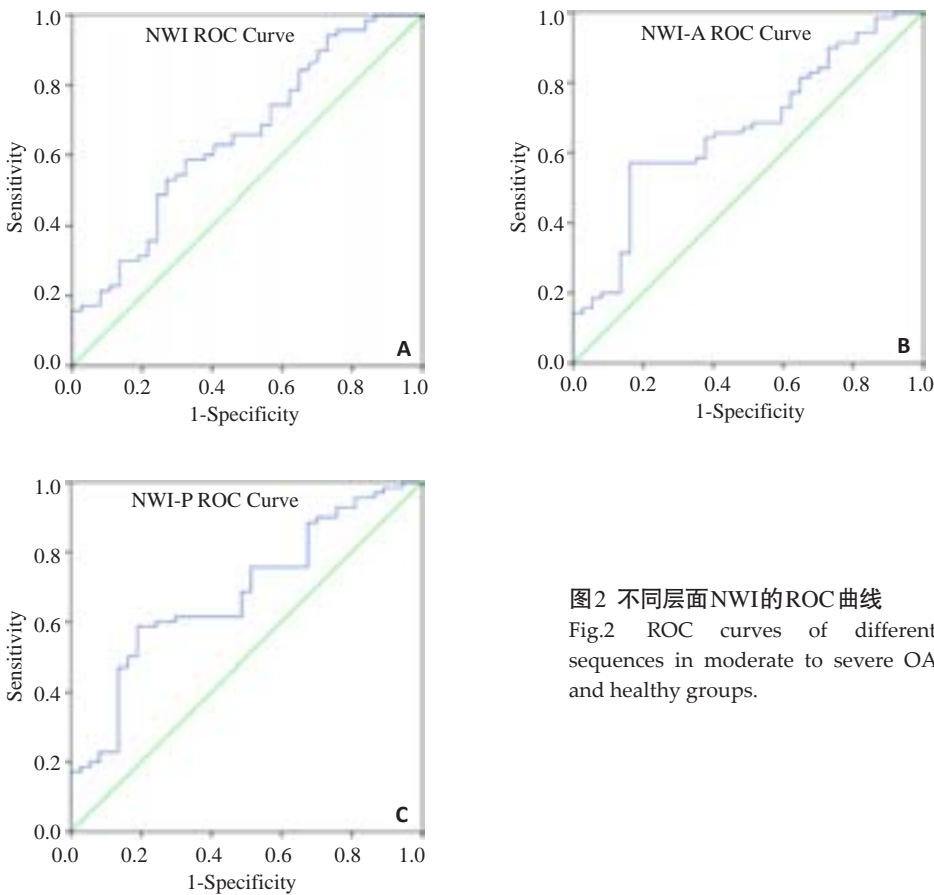 NWI ROC Curve
1.0
0.8
0.6
0.4
0.2
0.0
Sensitivity
A
0.0 0.2 0.4 0.6 0.8 1.0
1-Specificity
NWI-A ROC Curve
1.0
0.8
0.6
0.4
0.2
0.0
Sensitivity
B
0.0 0.2 0.4 0.6 0.8 1.0
1-Specificity
NWI-P ROC Curve
1.0
0.8
0.6
0.4
0.2
0.0
Sensitivity
C
0.0 0.2 0.4 0.6 0.8 1.0
1-Specificity
图2 不同层面NWI的ROC曲线
Fig.2 ROC curves of different
sequences in moderate to severe OA
and healthy groups.